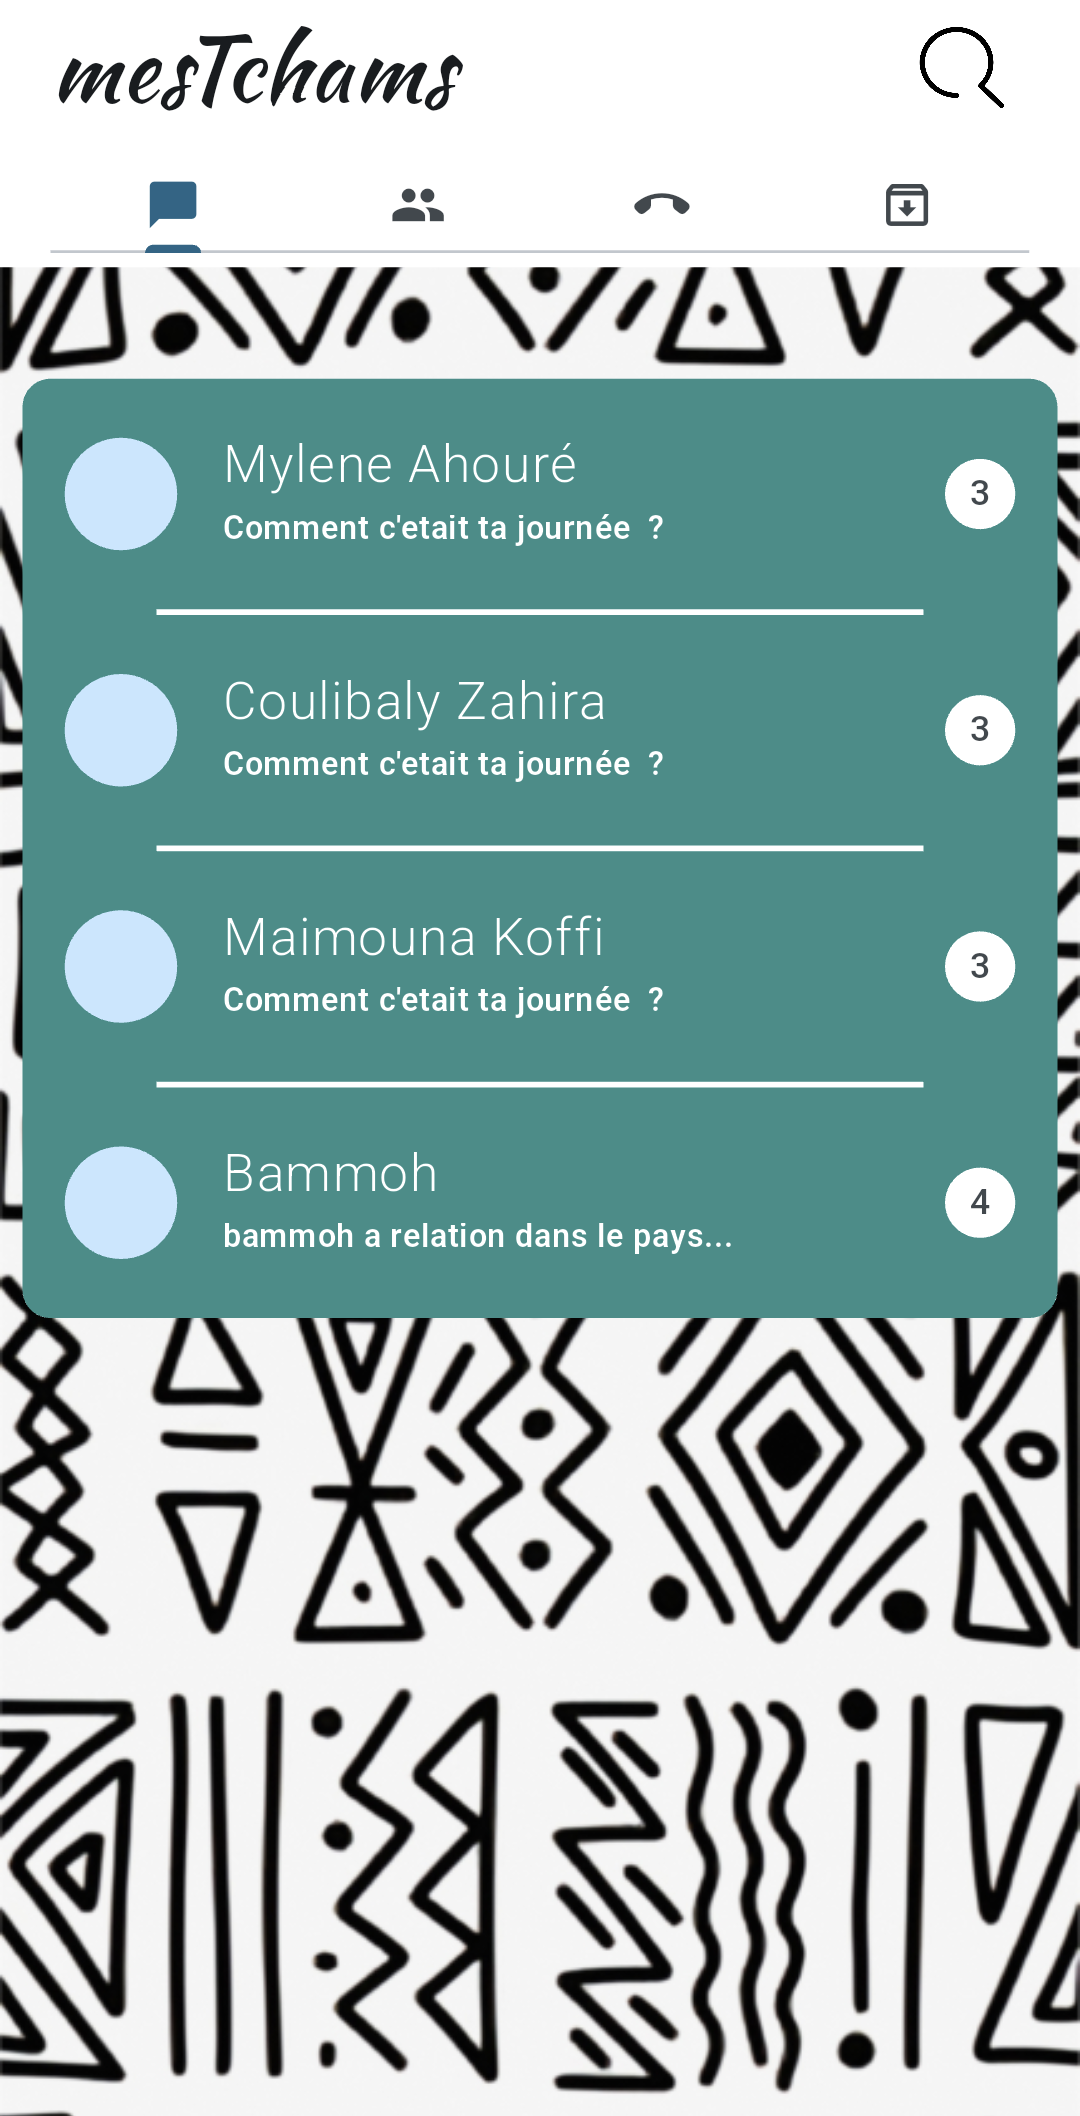 mesTchams
Mylene Ahouré
Comment c'etait ta journée  ?
3
Coulibaly Zahira
Comment c'etait ta journée  ?
3
Maimouna Koffi
Comment c'etait ta journée  ?
3
Bammoh
bammoh a relation dans le pays...
4